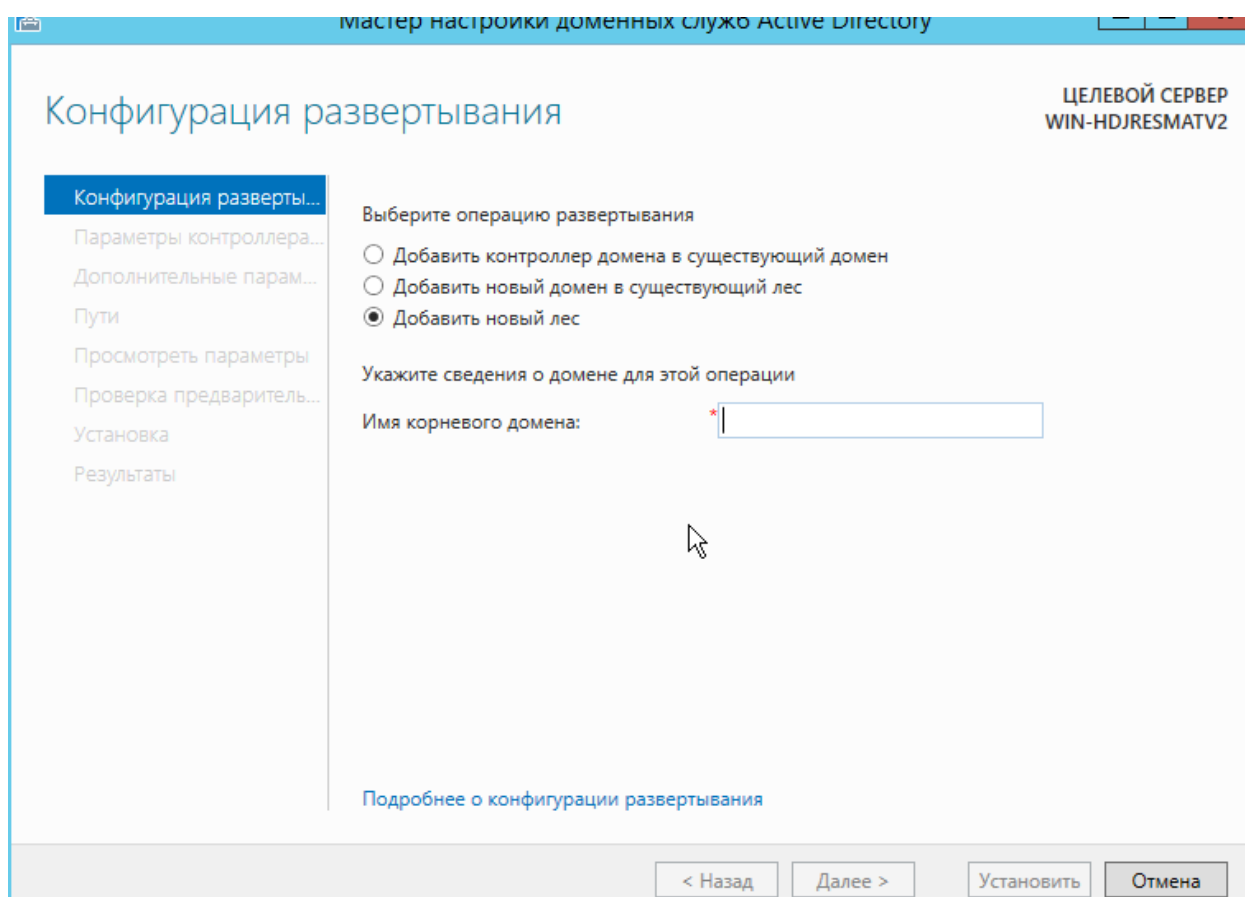 Мастер настройки доменных служб Active Directory
Конфигурация развертывания
ЦЕЛЕВОЙ СЕРВЕР
WIN-HDJRESMATV2
Конфигурация разверты...
Параметры контроллера...
Дополнительные парам...
Пути
Просмотреть параметры
Проверка предваритель...
Установка
Результаты
Выберите операцию развертывания
Добавить контроллер домена в существующий домен
Добавить новый домен в существующий лес
Добавить новый лес
Укажите сведения о домене для этой операции
Имя корневого домена: *
Подробнее о конфигурации развертывания
< Назад Далее > Установить Отмена